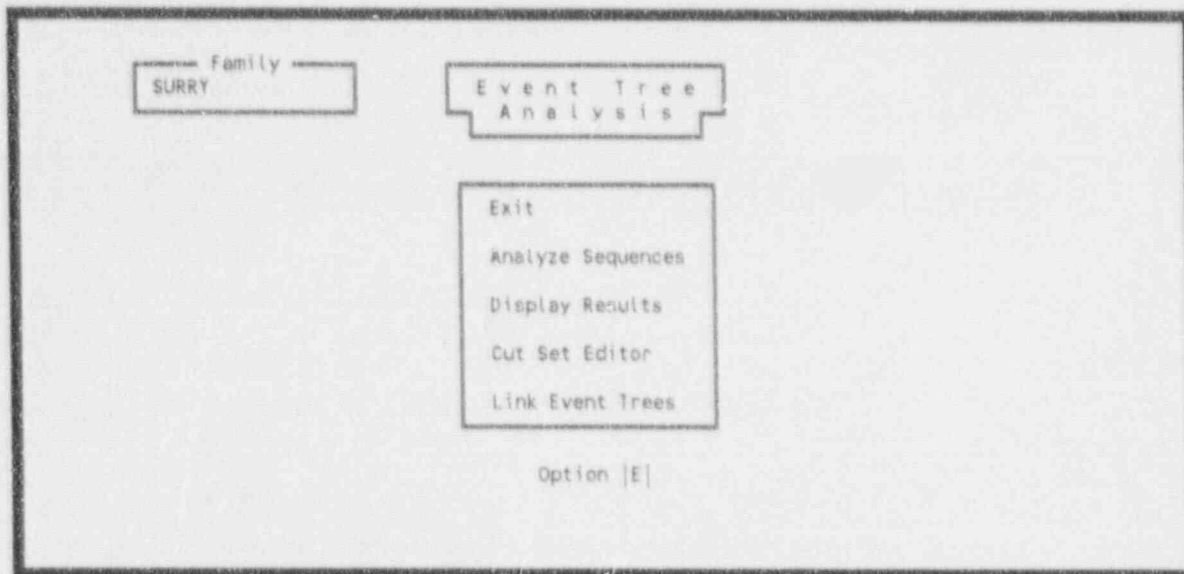 Family
SURRY
Event Tree
Analysis
Exit
Analyze Sequences
Display Results
Cut Set Editor
Link Event Trees
Option |E|